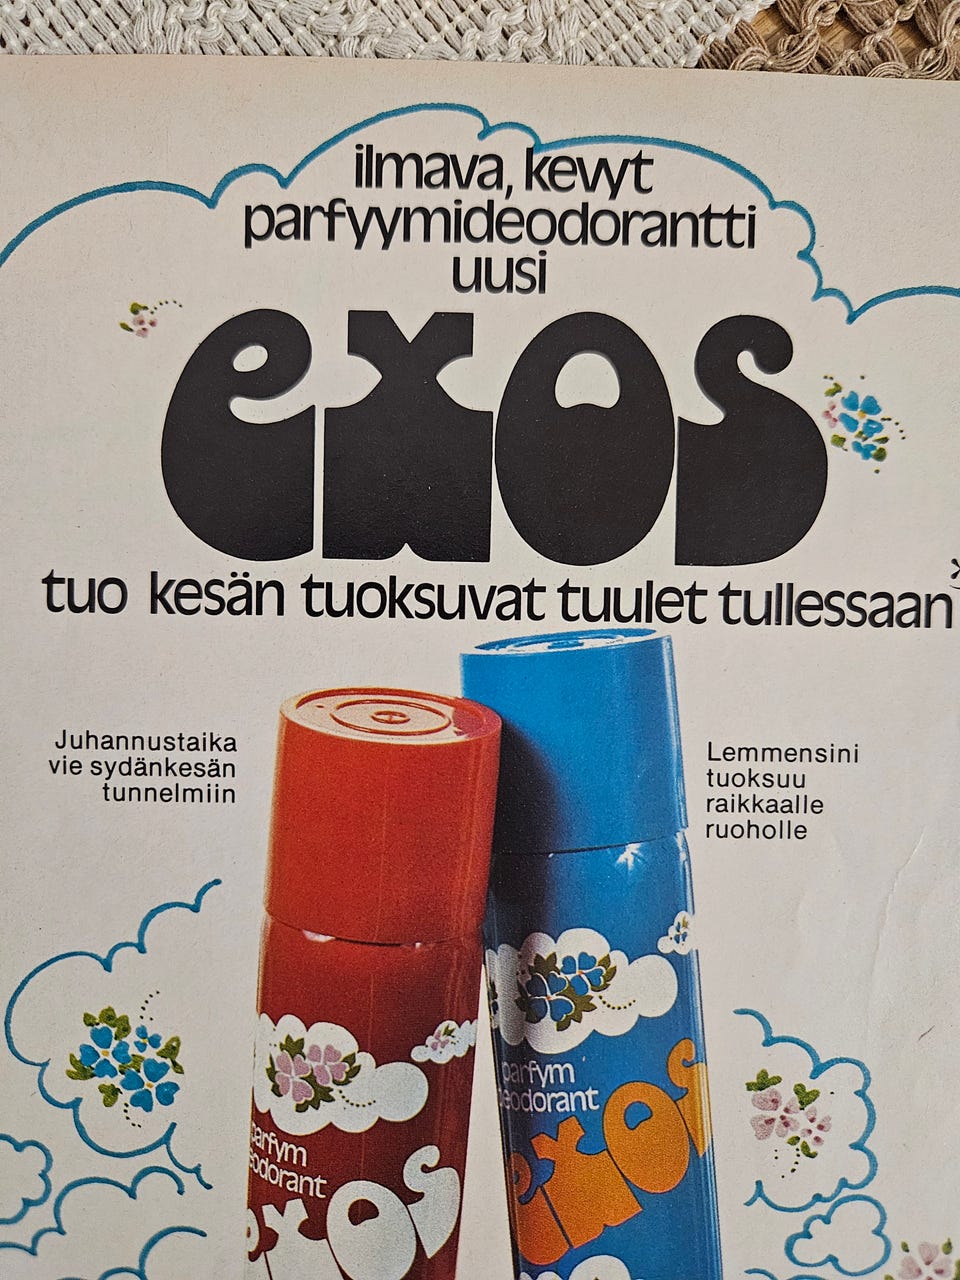 ilmava, kevyt
parfyymideodorantti
uusi
exos
tuo kesän tuoksuvat tuulet tullessaan
Juhannustaika
vie sydänkesän
tunnelmiin
Lemmensini
tuoksuu
raikkaalle
ruoholle
parfym
deodorant
exos
parfym
deodorant
exos